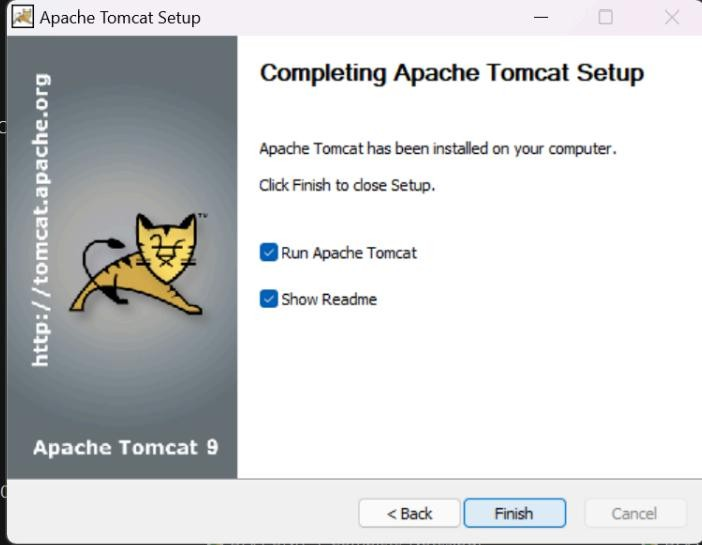 Apache Tomcat Setup
http://tomcat.apache.org
Completing Apache Tomcat Setup
Apache Tomcat has been installed on your computer.
Click Finish to close Setup.
Run Apache Tomcat
Show Readme
TM
Apache Tomcat 9
< Back
Finish
Cancel